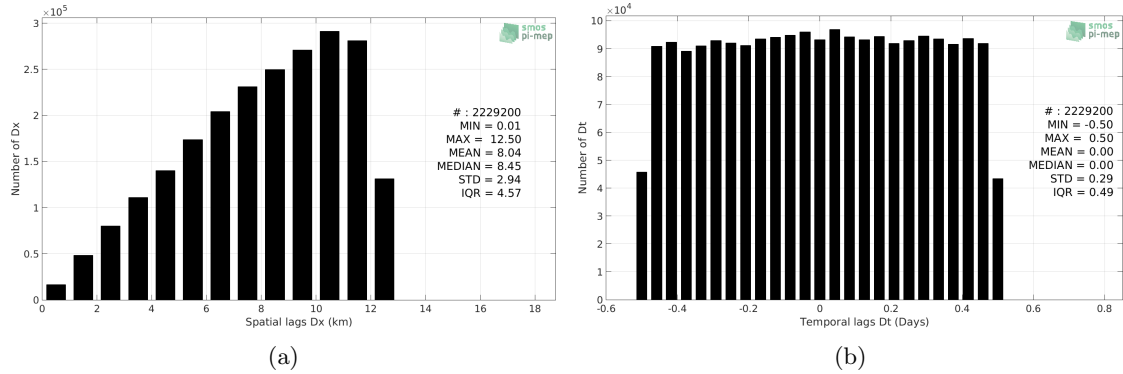 ×10⁵
3
2.5
2
1.5
1
0.5
0
Number of Dx
0 2 4 6 8 10 12 14 16 18
Spatial lags Dx (km)
smos
pi-mep
# : 2229200
MIN = 0.01
MAX = 12.50
MEAN = 8.04
MEDIAN = 8.45
STD = 2.94
IQR = 4.57
(a)
×10⁴
10
9
8
7
6
5
4
3
2
1
0
Number of Dt
-0.6 -0.4 -0.2 0 0.2 0.4 0.6 0.8
Temporal lags Dt (Days)
smos
pi-mep
# : 2229200
MIN = -0.50
MAX = 0.50
MEAN = 0.00
MEDIAN = 0.00
STD = 0.29
IQR = 0.49
(b)